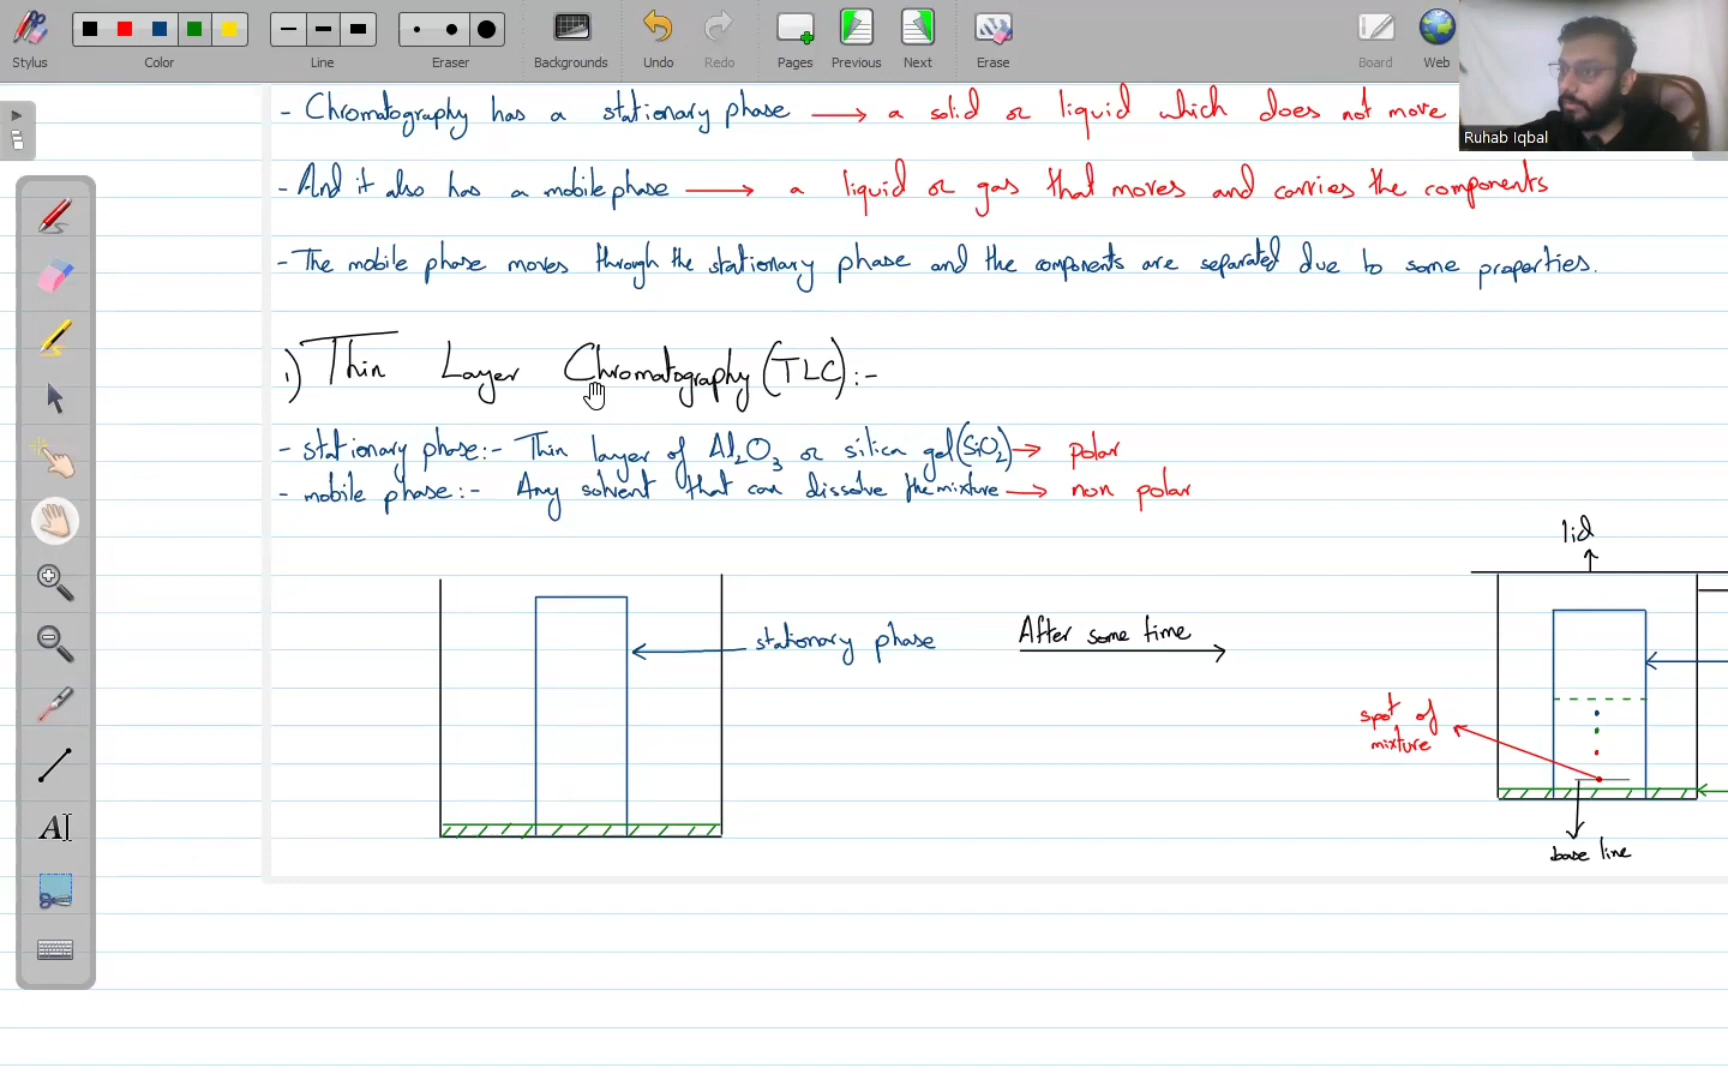 Stylus
Color
Line
Eraser
Backgrounds
Undo
Redo
Pages
Previous
Next
Erase
Board
Web
Ruhab Iqbal
- Chromatography has a stationary phase → a solid or liquid which does not move
- And it also has a mobile phase → a liquid or gas that moves and carries the components
- The mobile phase moves through the stationary phase and the components are separated due to some properties.
1) Thin Layer Chromatography (TLC):-
- stationary phase:- Thin layer of Al₂O₃ or silica gel (SiO₂) → polar
- mobile phase:- Any solvent that can dissolve the mixture → non polar
lid
stationary phase
After some time
spot of
mixture
base line